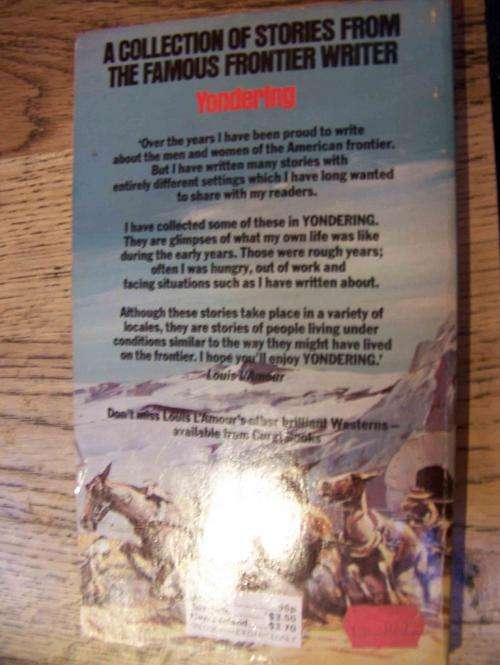 A COLLECTION OF STORIES FROM
THE FAMOUS FRONTIER WRITER
Yondering
'Over the years I have been proud to write
about the men and women of the American frontier.
But I have written many stories with
entirely different settings which I have long wanted
to share with my readers.
I have collected some of these in YONDERING.
They are glimpses of what my own life was like
during the early years. Those were rough years;
often I was hungry, out of work and
facing situations such as I have written about.
Although these stories take place in a variety of
locales, they are stories of people living under
conditions similar to the way they might have lived
on the frontier. I hope you'll enjoy YONDERING.'
Louis L'Amour
Don't miss Louis L'Amour's other brilliant Westerns –
available from Corgi Books
95p
$3.50
$3.70